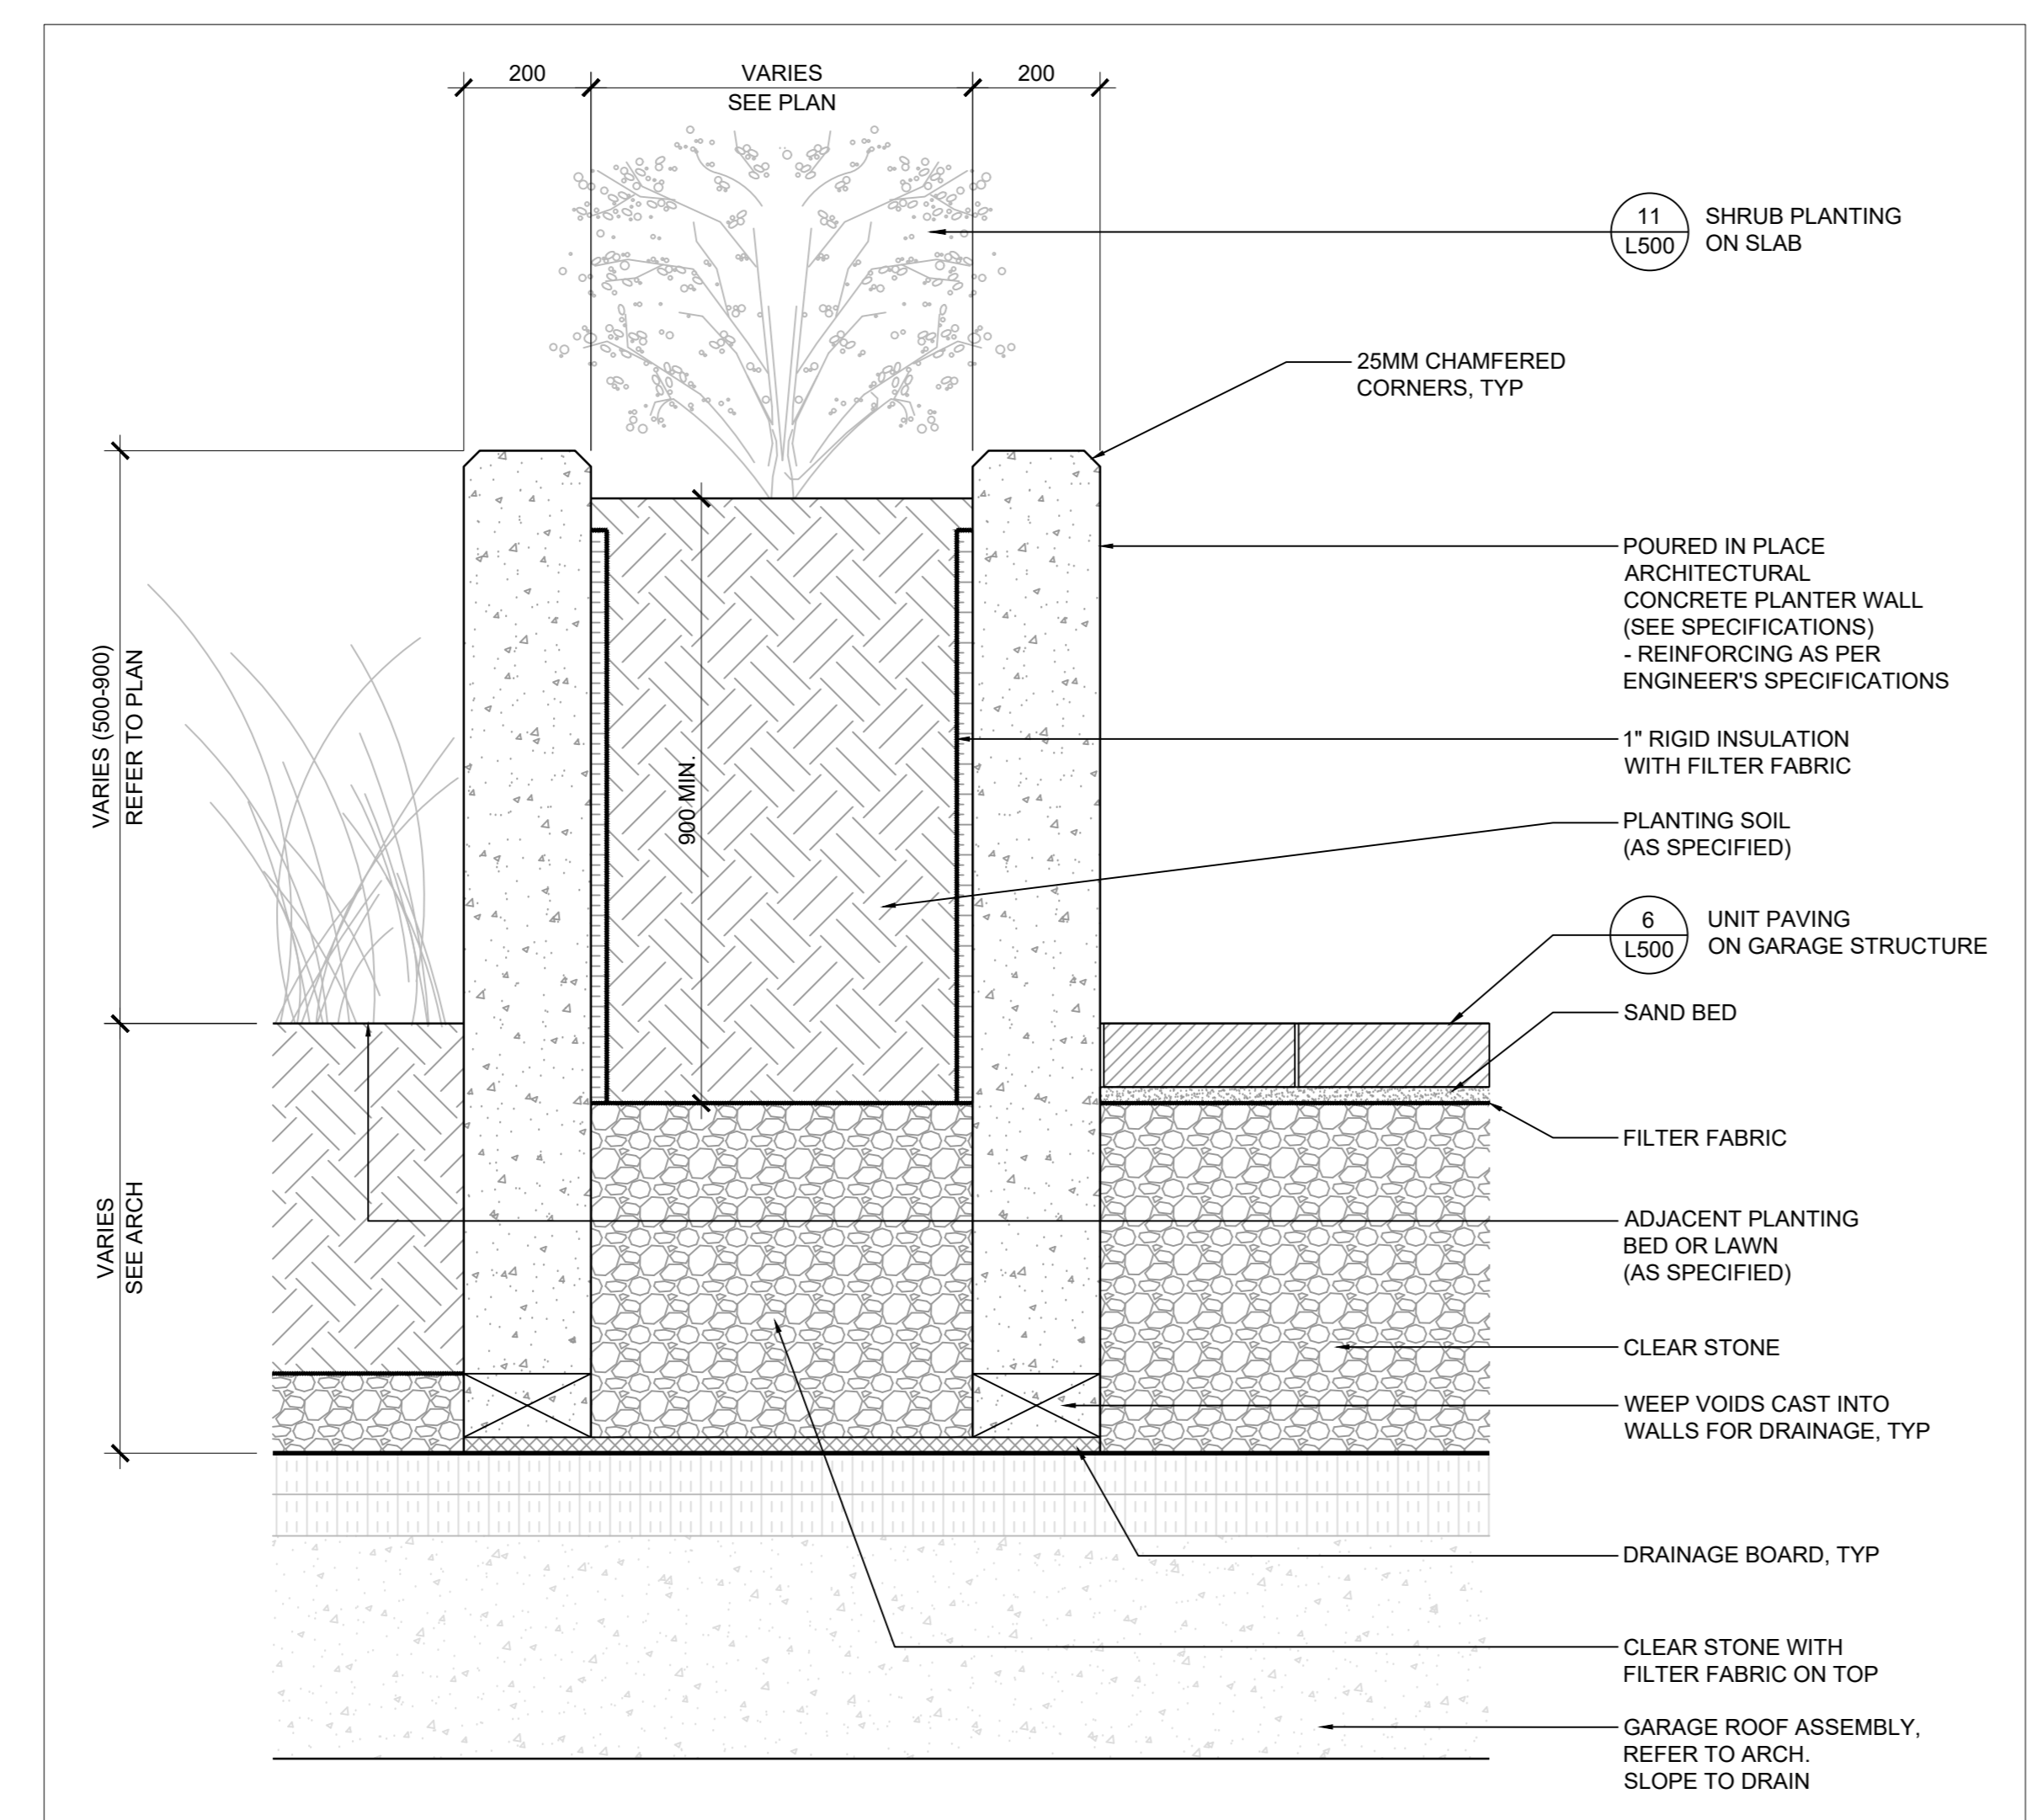 200
VARIES
SEE PLAN
200
11
L500
SHRUB PLANTING
ON SLAB
25MM CHAMFERED
CORNERS, TYP
VARIES (500-900)
REFER TO PLAN
900 MIN.
POURED IN PLACE
ARCHITECTURAL
CONCRETE PLANTER WALL
(SEE SPECIFICATIONS)
- REINFORCING AS PER
ENGINEER'S SPECIFICATIONS
1" RIGID INSULATION
WITH FILTER FABRIC
PLANTING SOIL
(AS SPECIFIED)
6
L500
UNIT PAVING
ON GARAGE STRUCTURE
SAND BED
FILTER FABRIC
VARIES
SEE ARCH
ADJACENT PLANTING
BED OR LAWN
(AS SPECIFIED)
CLEAR STONE
WEEP VOIDS CAST INTO
WALLS FOR DRAINAGE, TYP
DRAINAGE BOARD, TYP
CLEAR STONE WITH
FILTER FABRIC ON TOP
GARAGE ROOF ASSEMBLY,
REFER TO ARCH.
SLOPE TO DRAIN